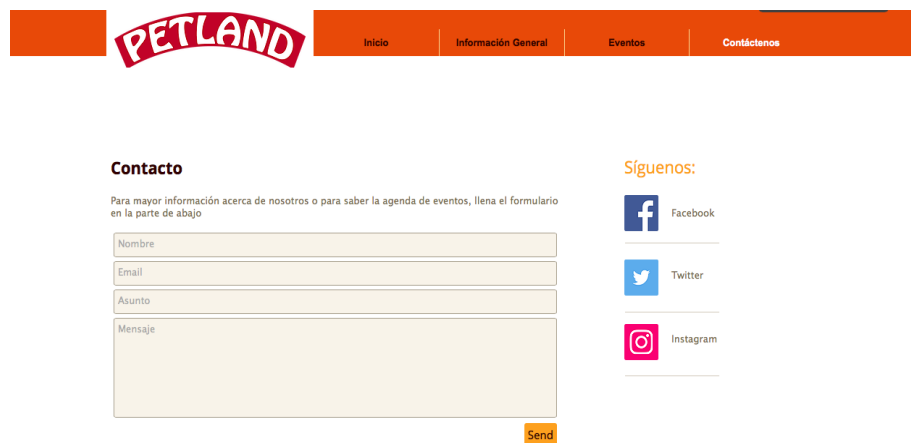 PETLAND
Inicio
Información General
Eventos
Contáctenos
Contacto
Para mayor información acerca de nosotros o para saber la agenda de eventos, llena el formulario
en la parte de abajo
Nombre
Email
Asunto
Mensaje
Send
Síguenos:
Facebook
Twitter
Instagram